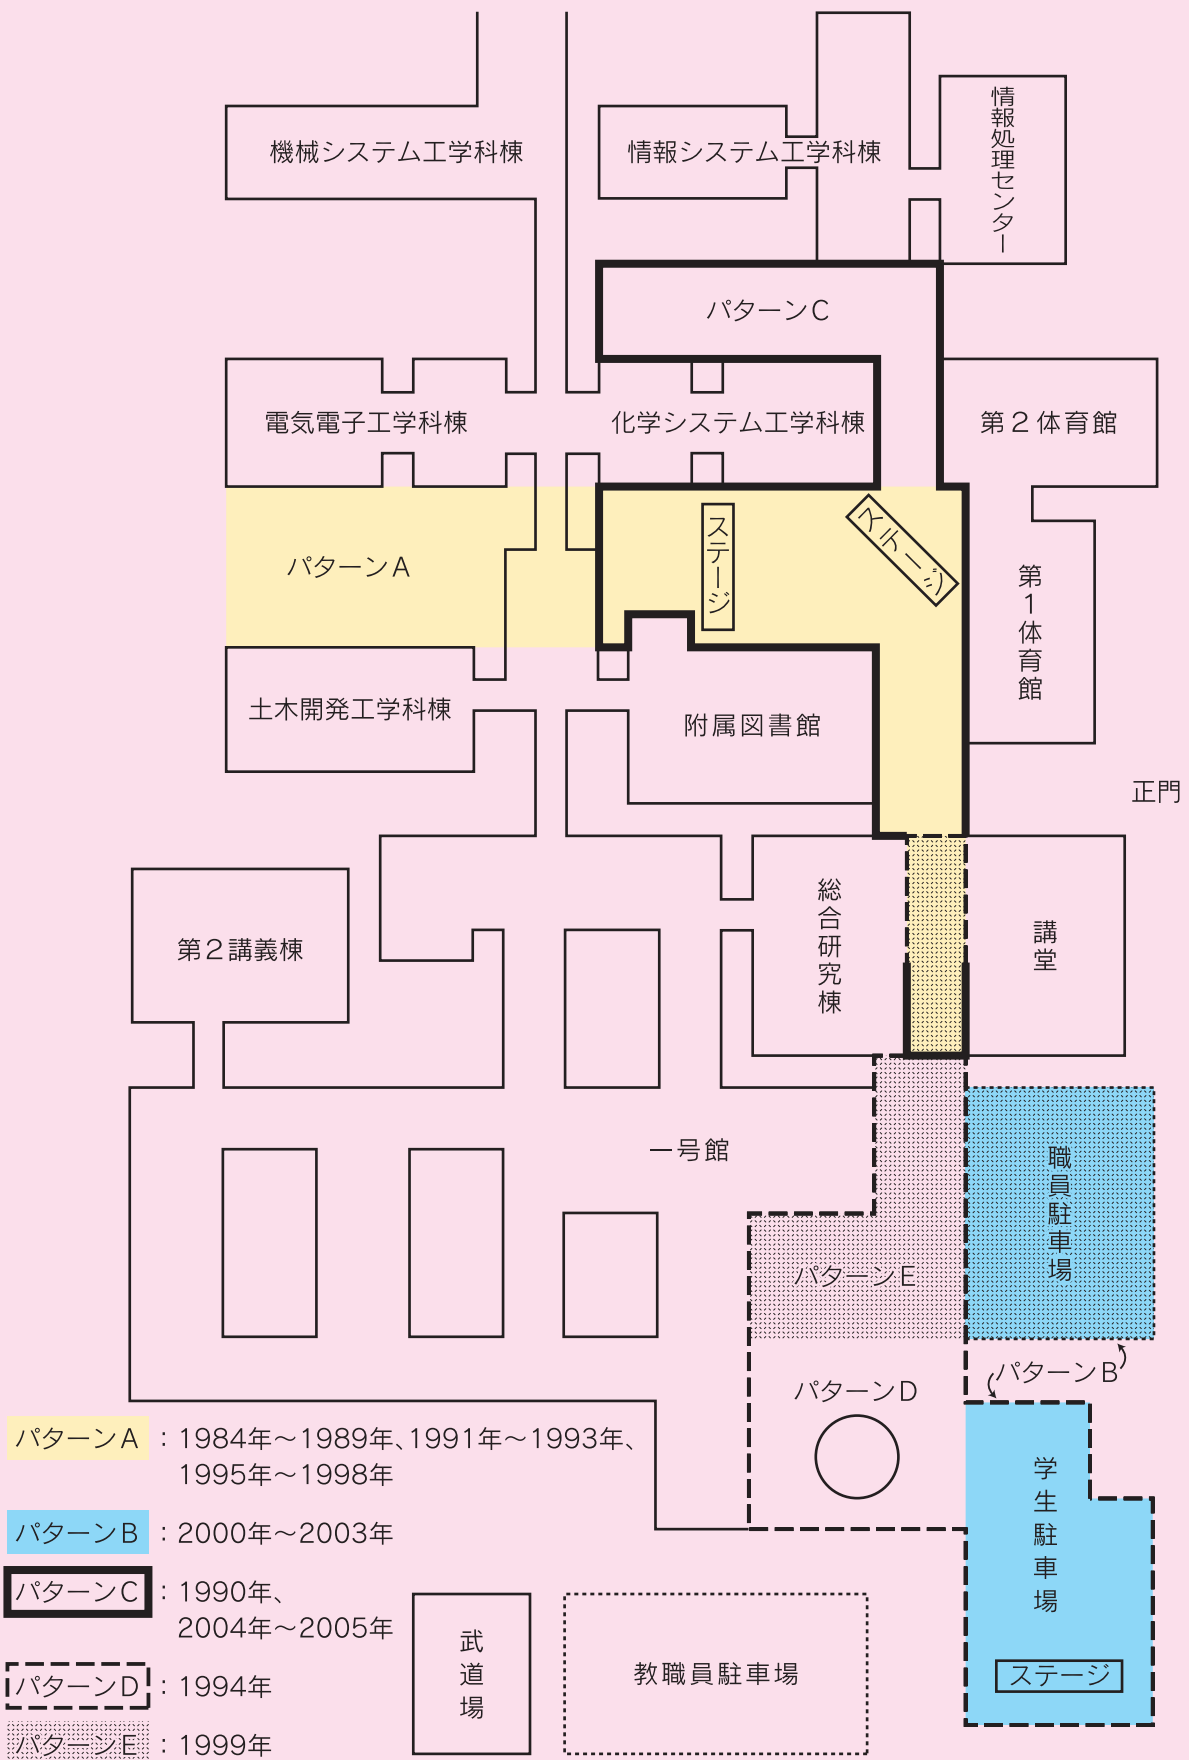 機械システム工学科棟
情報システム工学科棟
情報処理センター
パターンC
電気電子工学科棟
化学システム工学科棟
第２体育館
パターンA
ステージ
ステージ
第1体育館
土木開発工学科棟
附属図書館
正門
第２講義棟
総合研究棟
講堂
一号館
職員駐車場
パターンE
パターンB
パターンD
学生駐車場
ステージ
武道場
教職員駐車場
パターンA：1984年～1989年、1991年～1993年、
1995年～1998年
パターンB：2000年～2003年
パターンC：1990年、
2004年～2005年
パターンD：1994年
パターンE：1999年